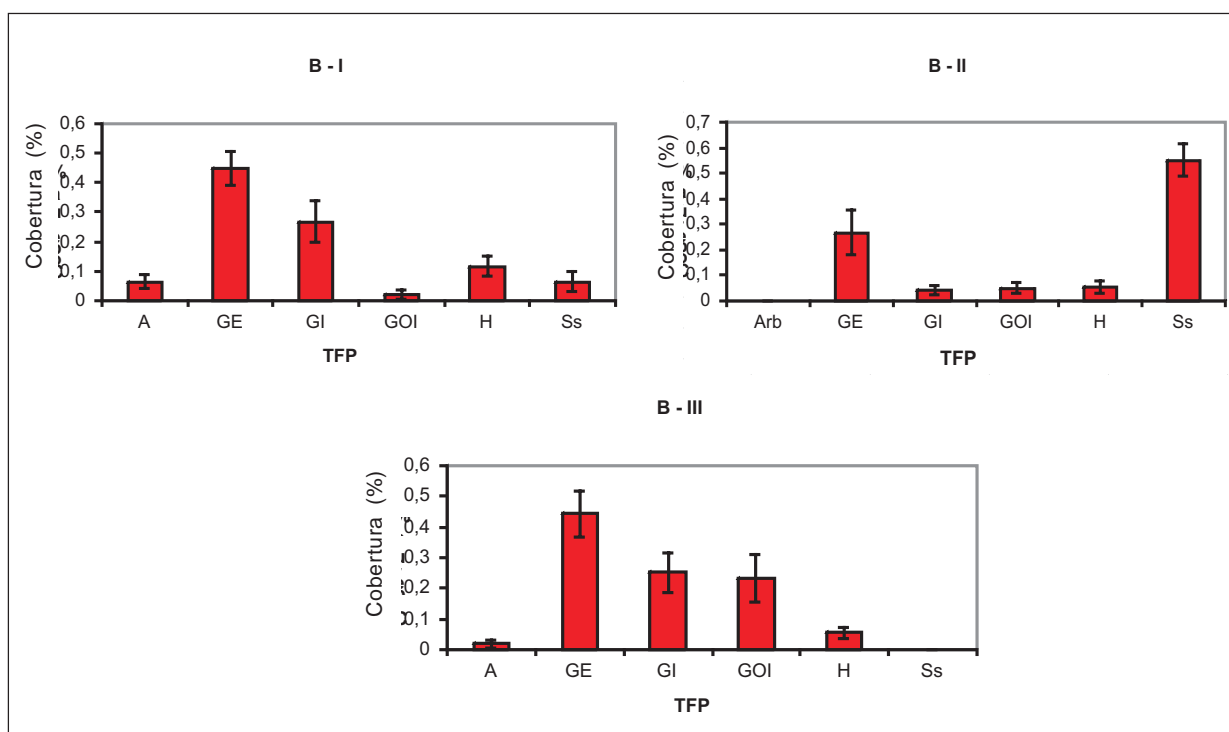 B - I
Cobertura (%)
0,6
0,5
0,4
0,3
0,2
0,1
0
A GE GI GOI H Ss
TFP
B - II
Cobertura (%)
0,7
0,6
0,5
0,4
0,3
0,2
0,1
0
Arb GE GI GOI H Ss
TFP
B - III
Cobertura (%)
0,6
0,5
0,4
0,3
0,2
0,1
0
A GE GI GOI H Ss
TFP